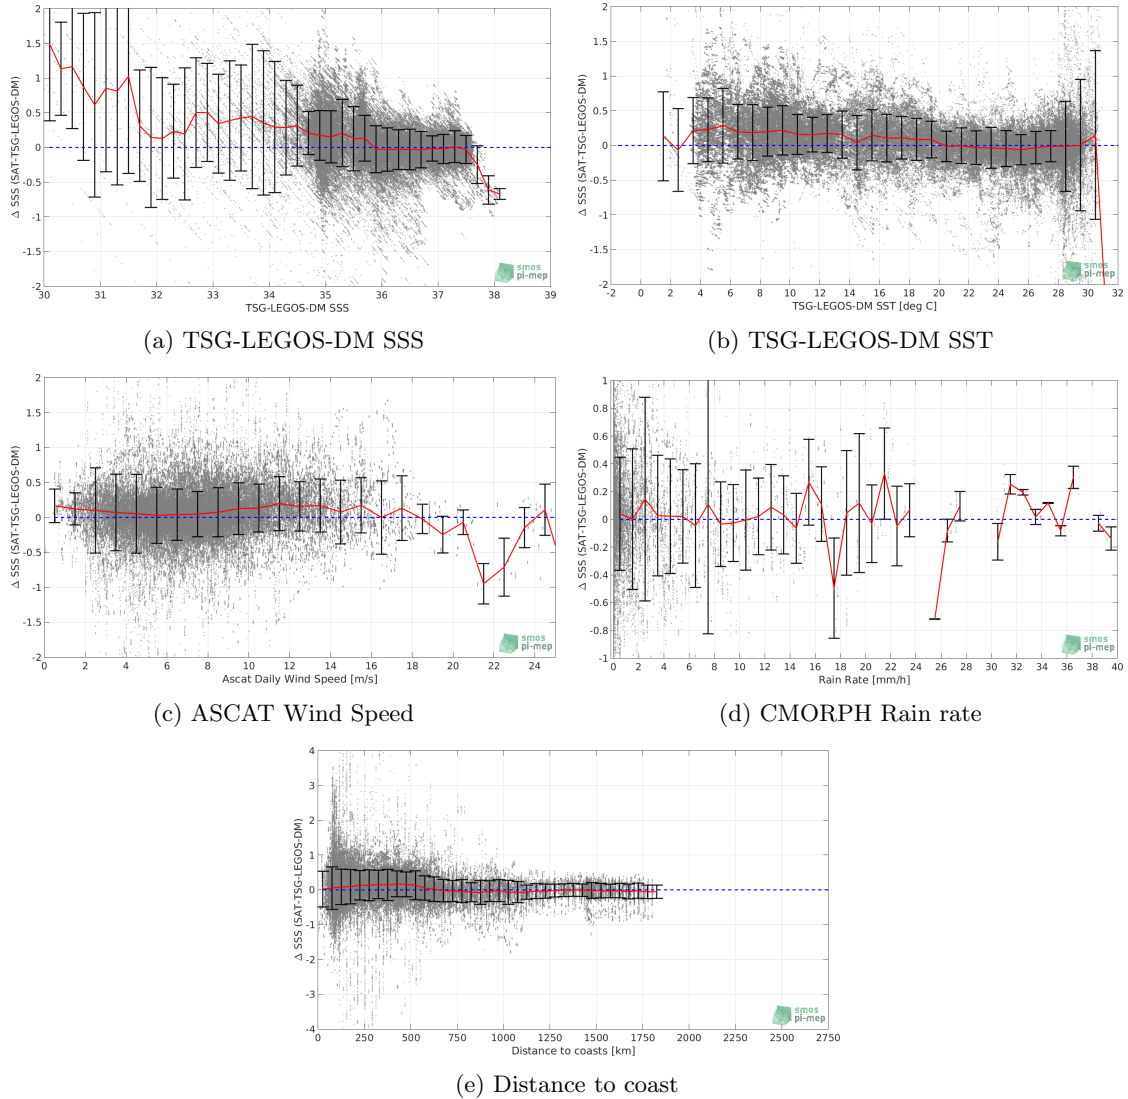 2
1.5
1
0.5
0
-0.5
-1
-1.5
-2
Δ SSS (SAT-TSG-LEGOS-DM)
30 31 32 33 34 35 36 37 38 39
TSG-LEGOS-DM SSS
smos
pi-mep
(a) TSG-LEGOS-DM SSS
2
1.5
1
0.5
0
-0.5
-1
-1.5
-2
Δ SSS (SAT-TSG-LEGOS-DM)
-2 0 2 4 6 8 10 12 14 16 18 20 22 24 26 28 30 32
TSG-LEGOS-DM SST [deg C]
smos
pi-mep
(b) TSG-LEGOS-DM SST
2
1.5
1
0.5
0
-0.5
-1
-1.5
-2
Δ SSS (SAT-TSG-LEGOS-DM)
0 2 4 6 8 10 12 14 16 18 20 22 24
Ascat Daily Wind Speed [m/s]
smos
pi-mep
(c) ASCAT Wind Speed
1
0.8
0.6
0.4
0.2
0
-0.2
-0.4
-0.6
-0.8
-1
Δ SSS (SAT-TSG-LEGOS-DM)
0 2 4 6 8 10 12 14 16 18 20 22 24 26 28 30 32 34 36 38 40
Rain Rate [mm/h]
smos
pi-mep
(d) CMORPH Rain rate
4
3
2
1
0
-1
-2
-3
-4
Δ SSS (SAT-TSG-LEGOS-DM)
0 250 500 750 1000 1250 1500 1750 2000 2250 2500 2750
Distance to coasts [km]
smos
pi-mep
(e) Distance to coast